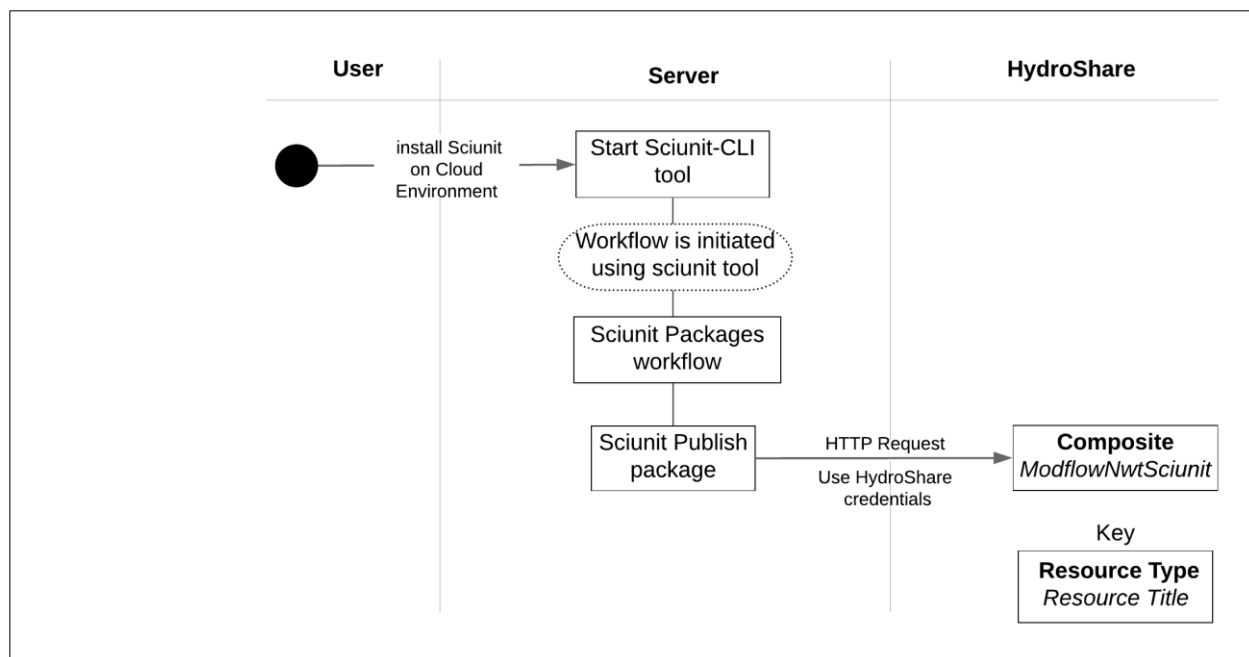 User
Server
HydroShare
install Sciunit
on Cloud
Environment
Start Sciunit-CLI
tool
Workflow is initiated
using sciunit tool
Sciunit Packages
workflow
Sciunit Publish
package
HTTP Request
Use HydroShare
credentials
Composite
ModflowNwtSciunit
Key
Resource Type
Resource Title